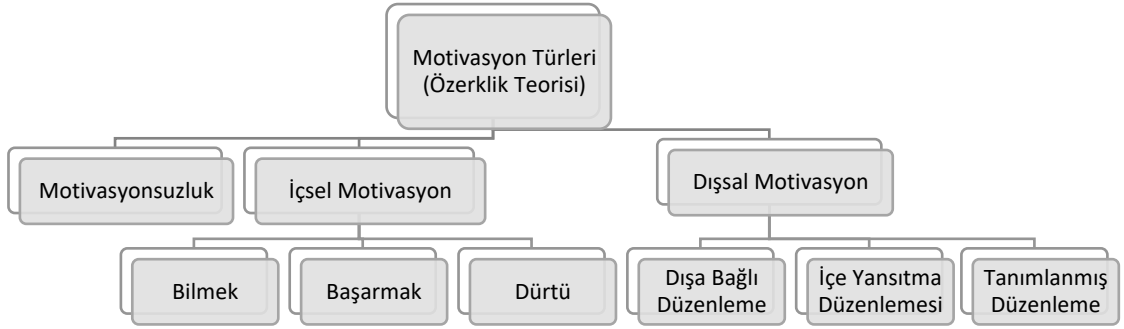 Motivasyon Türleri
(Özerklik Teorisi)
Motivasyonsuzluk
İçsel Motivasyon
Dışsal Motivasyon
Bilmek
Başarmak
Dürtü
Dışa Bağlı
Düzenleme
İçe Yansıtma
Düzenlemesi
Tanımlanmış
Düzenleme